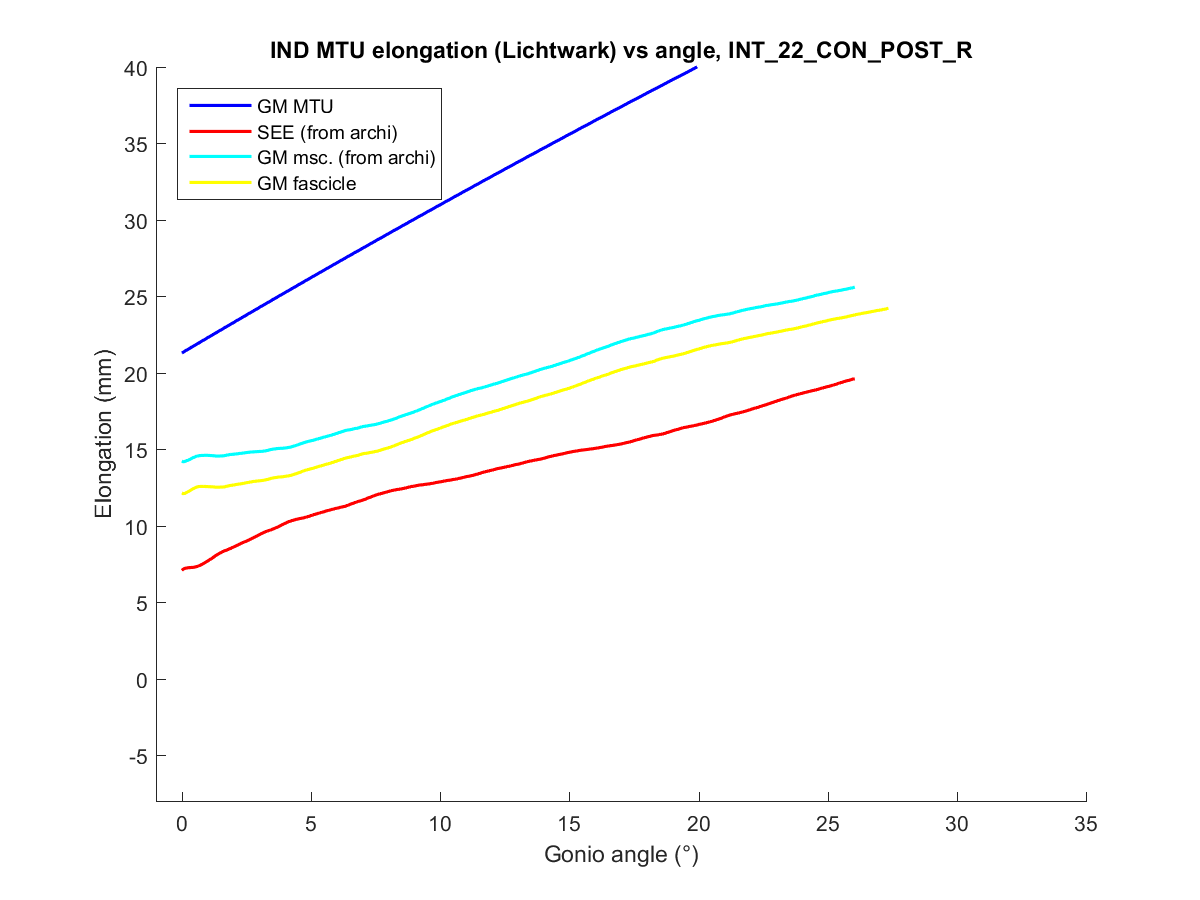 IND MTU elongation (Lichtwark) vs angle, INT_22_CON_POST_R
GM MTU
SEE (from archi)
GM msc. (from archi)
GM fascicle
Elongation (mm)
40
35
30
25
20
15
10
5
0
-5
0 5 10 15 20 25 30 35
Gonio angle (°)